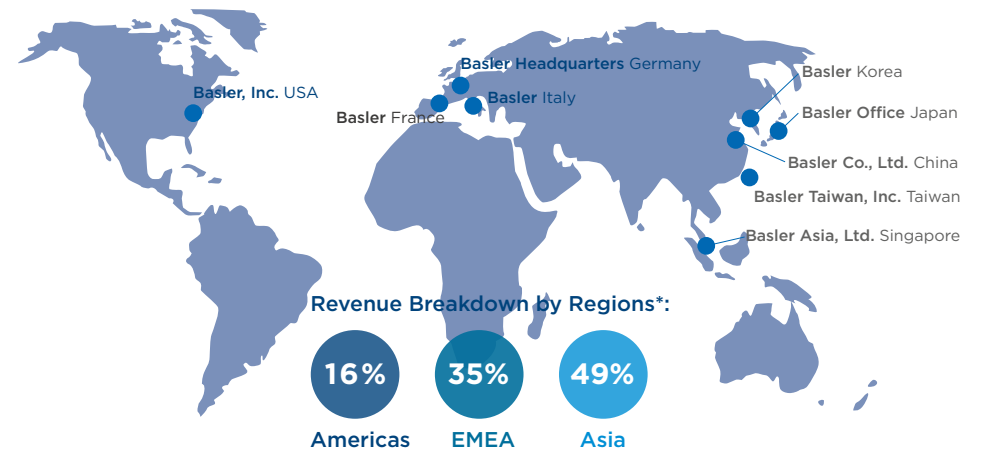 Basler Headquarters Germany
Basler Korea
Basler, Inc. USA
Basler Italy
Basler France
Basler Office Japan
Basler Co., Ltd. China
Basler Taiwan, Inc. Taiwan
Basler Asia, Ltd. Singapore
Revenue Breakdown by Regions*:
16%
35%
49%
Americas
EMEA
Asia